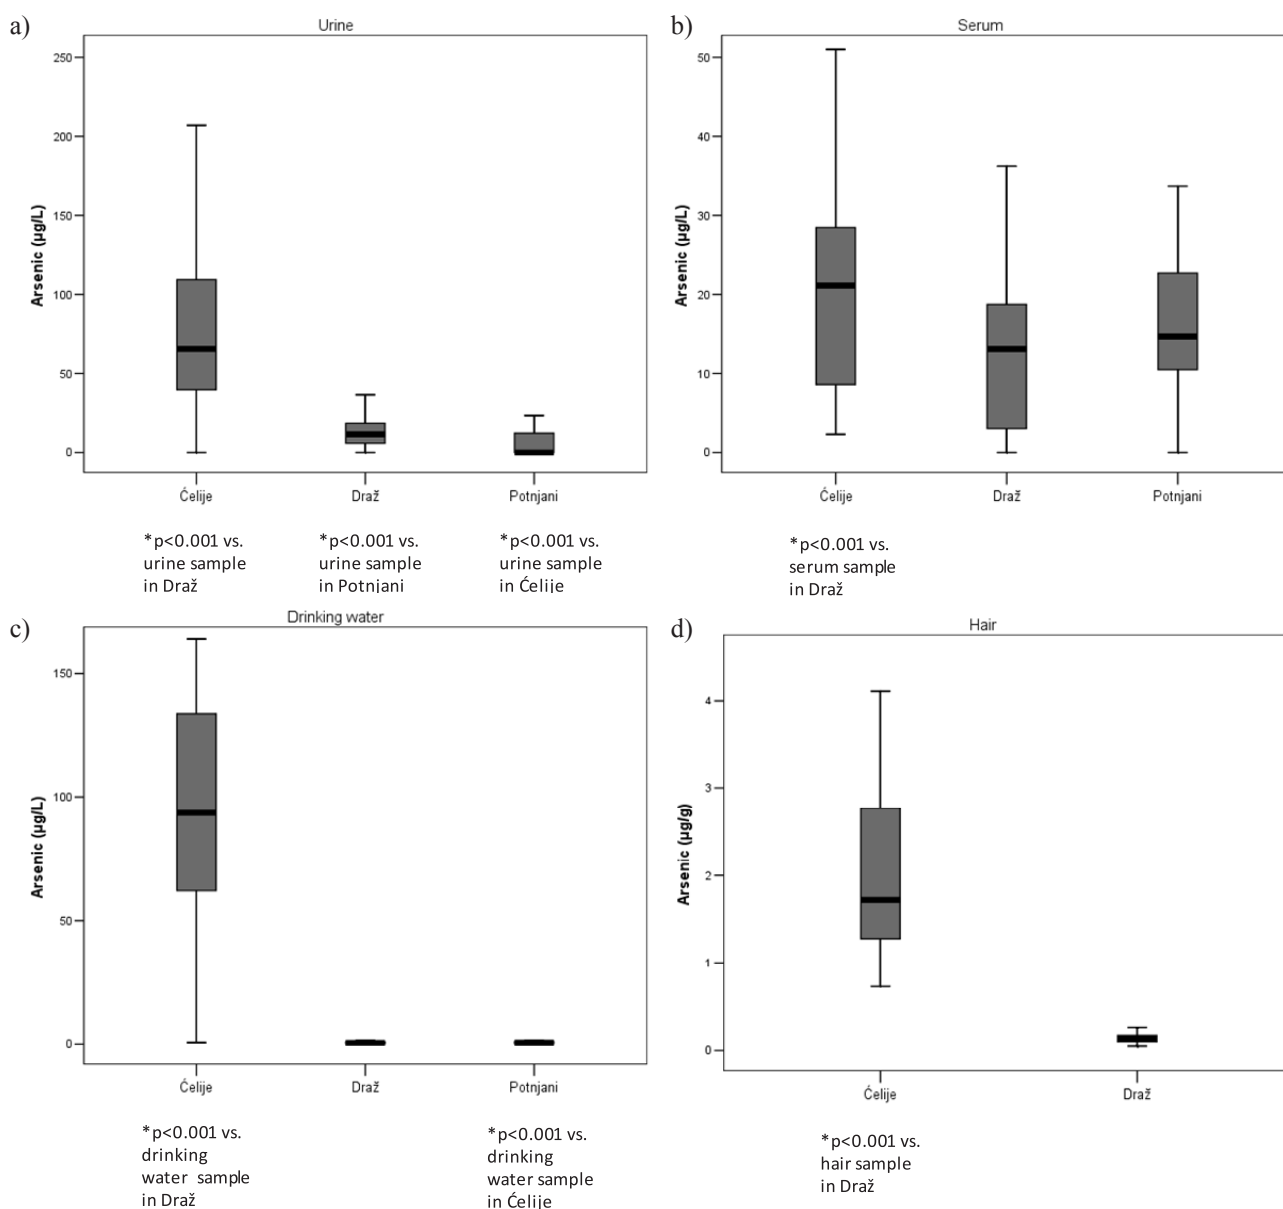 a)
Urine
Arsenic (µg/L)
250
200
150
100
50
0
Ćelije
Draž
Potnjani
*p<0.001 vs.
urine sample
in Draž
*p<0.001 vs.
urine sample
in Potnjani
*p<0.001 vs.
urine sample
in Ćelije
b)
Serum
Arsenic (µg/L)
50
40
30
20
10
0
Ćelije
Draž
Potnjani
*p<0.001 vs.
serum sample
in Draž
c)
Drinking water
Arsenic (µg/L)
150
100
50
0
Ćelije
Draž
Potnjani
*p<0.001 vs.
drinking
water sample
in Draž
*p<0.001 vs.
drinking
water sample
in Ćelije
d)
Hair
Arsenic (µg/g)
4
3
2
1
0
Ćelije
Draž
*p<0.001 vs.
hair sample
in Draž